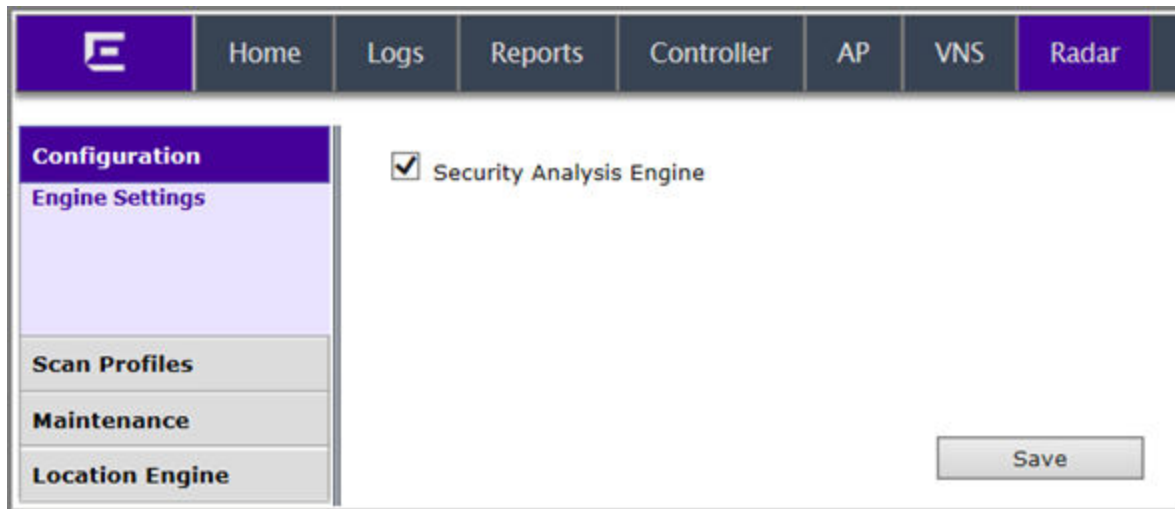 Home Logs Reports Controller AP VNS Radar
Configuration
Engine Settings
Security Analysis Engine
Scan Profiles
Maintenance
Location Engine
Save